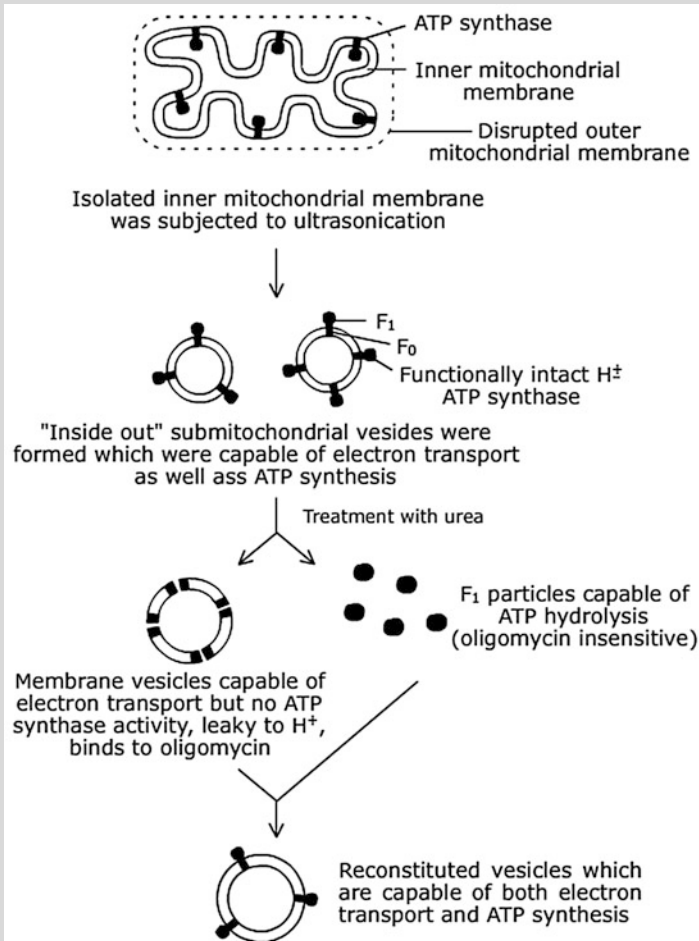 ATP synthase
Inner mitochondrial
membrane
Disrupted outer
mitochondrial membrane
Isolated inner mitochondrial membrane
was subjected to ultrasonication
F₁
F₀
Functionally intact H±
ATP synthase
"Inside out" submitochondrial vesides were
formed which were capable of electron transport
as well ass ATP synthesis
Treatment with urea
F₁ particles capable of
ATP hydrolysis
(oligomycin insensitive)
Membrane vesicles capable of
electron transport but no ATP
synthase activity, leaky to H⁺,
binds to oligomycin
Reconstituted vesicles which
are capable of both electron
transport and ATP synthesis